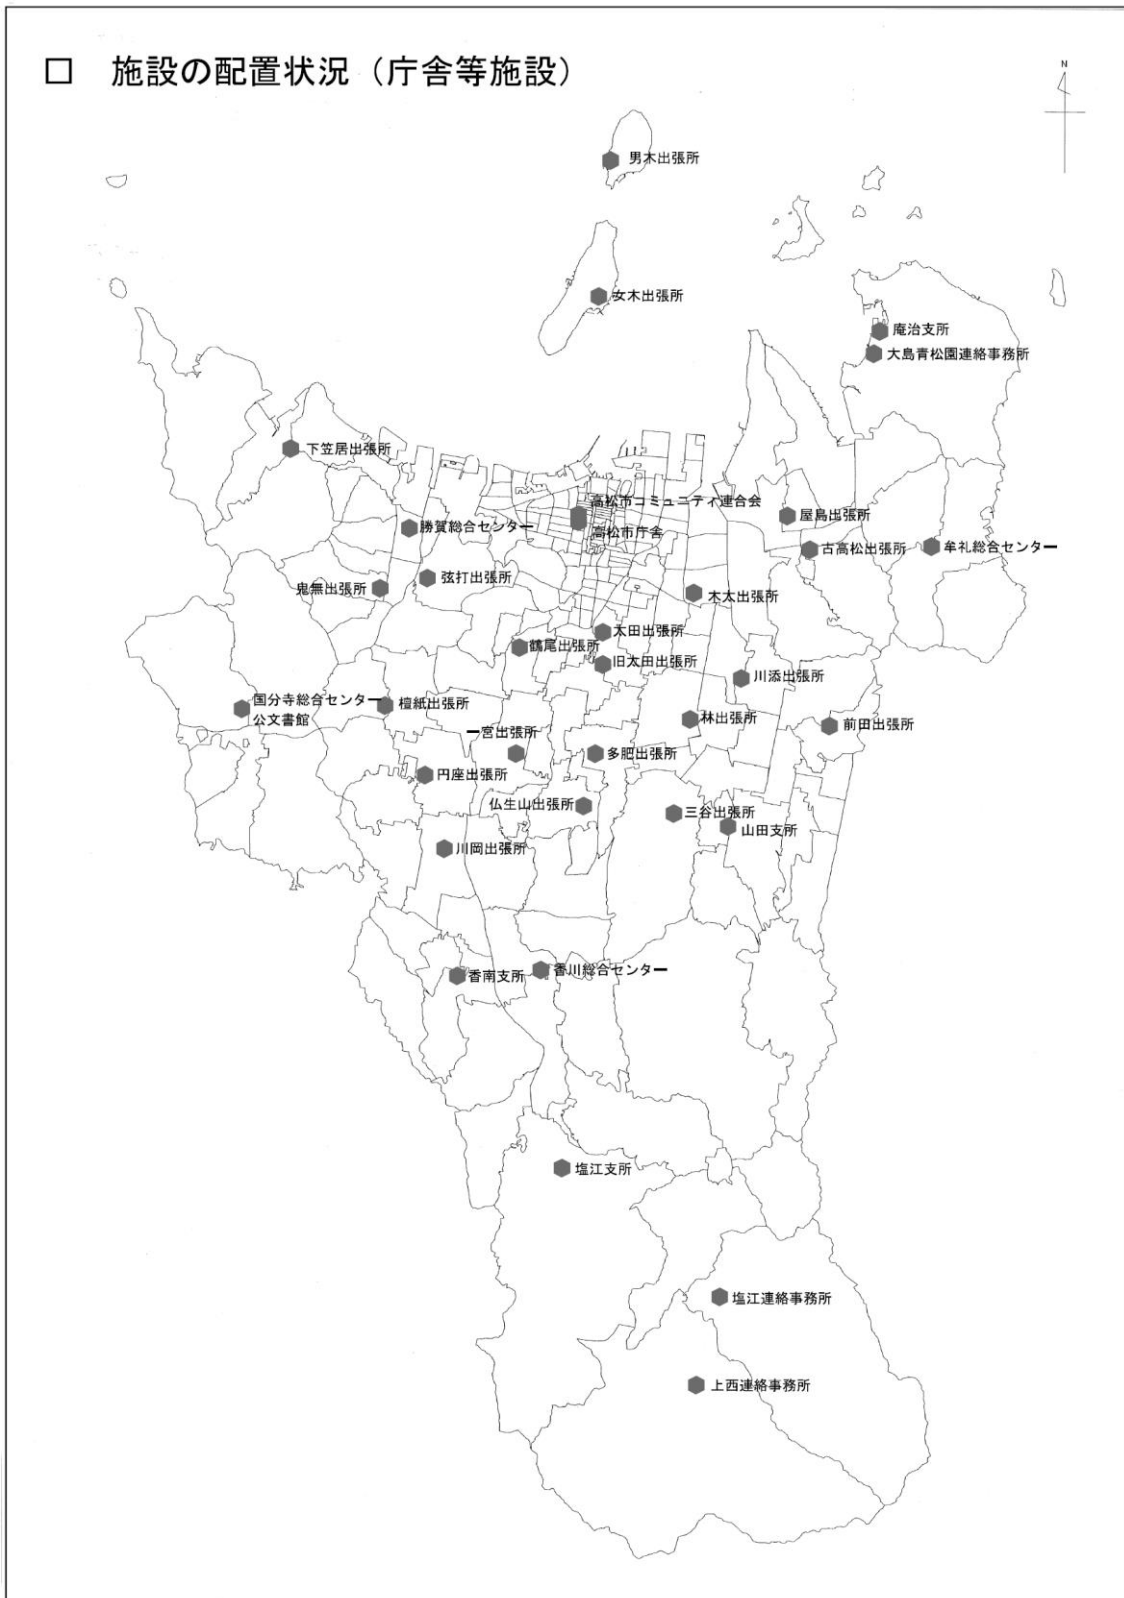 □ 施設の配置状況（庁舎等施設）
N
男木出張所
女木出張所
庵治支所
大島青松園連絡事務所
下笠居出張所
高松市コミュニティ連合会
屋島出張所
勝賀総合センター
高松市庁舎
古高松出張所
牟礼総合センター
弦打出張所
鬼無出張所
木太出張所
太田出張所
鶴尾出張所
旧太田出張所
川添出張所
国分寺総合センター
公文書館
檀紙出張所
林出張所
前田出張所
一宮出張所
多肥出張所
円座出張所
仏生山出張所
三谷出張所
山田支所
川岡出張所
香南支所
香川総合センター
塩江支所
塩江連絡事務所
上西連絡事務所